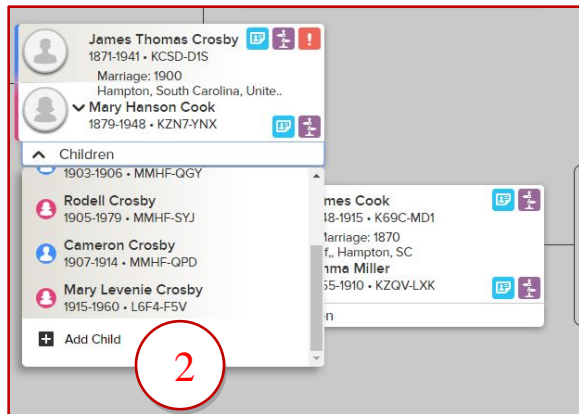 James Thomas Crosby
1871-1941 • KCSD-D1S
Marriage: 1900
Hampton, South Carolina, Unite..
Mary Hanson Cook
1879-1948 • KZN7-YNX
Children
1903-1906 • MMHF-QGY
Rodell Crosby
1905-1979 • MMHF-SYJ
Cameron Crosby
1907-1914 • MMHF-QPD
Mary Levenie Crosby
1915-1960 • L6F4-F5V
Add Child
2
mes Cook
48-1915 • K69C-MD1
Marriage: 1870
f,, Hampton, SC
nma Miller
55-1910 • KZQV-LXK
n